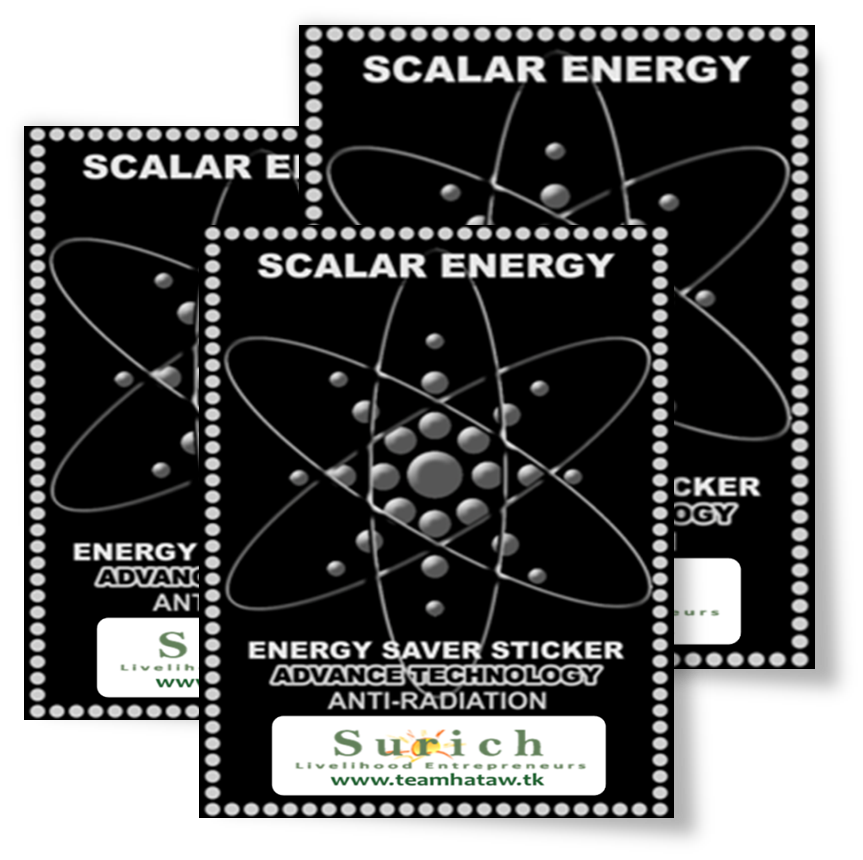 SCALAR ENERGY
SCALAR E
SCALAR ENERGY
CKER
OGY
eurs
ENERGY
ADVANC
ANT
S
Livelih
www
ENERGY SAVER STICKER
ADVANCE TECHNOLOGY
ANTI-RADIATION
Surich
Livelihood Entrepreneurs
www.teamhataw.tk